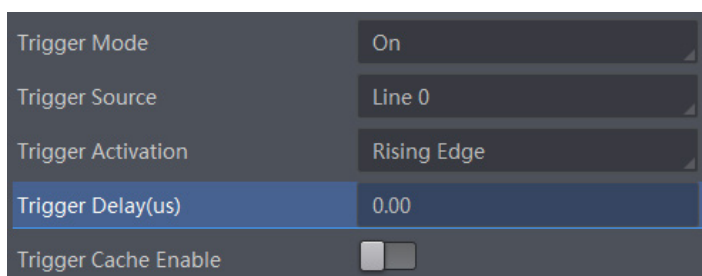 Trigger Mode On
Trigger Source Line 0
Trigger Activation Rising Edge
Trigger Delay(us) 0.00
Trigger Cache Enable